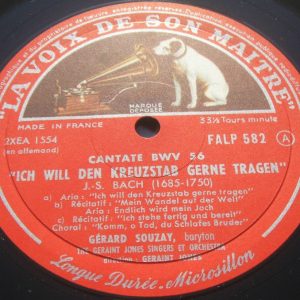 "LA VOIX DE SON MAITRE"
MARQUE
DÉPOSÉE
MADE IN FRANCE
33⅓ Tours minute
2XEA 1554
(en allemand)
FALP 582 A
CANTATE BWV 56
"ICH WILL DEN KREUZSTAB GERNE TRAGEN"
J.-S. BACH (1685-1750)
a) Aria : "Ich will den Kreuzstab gerne tragen"
b) Récitatif : "Mein Wandel auf der Welt"
Aria : Endlich wird mein Joch
c) Récitatif : "Ich stehe fertig und bereit"
Choral : "Komm, o Tod, du Schlafes Bruder"
GÉRARD SOUZAY, baryton
THE GERAINT JONES SINGERS ET ORCHESTRA
direction : GERAINT JONES
Longue Durée - Microsillon